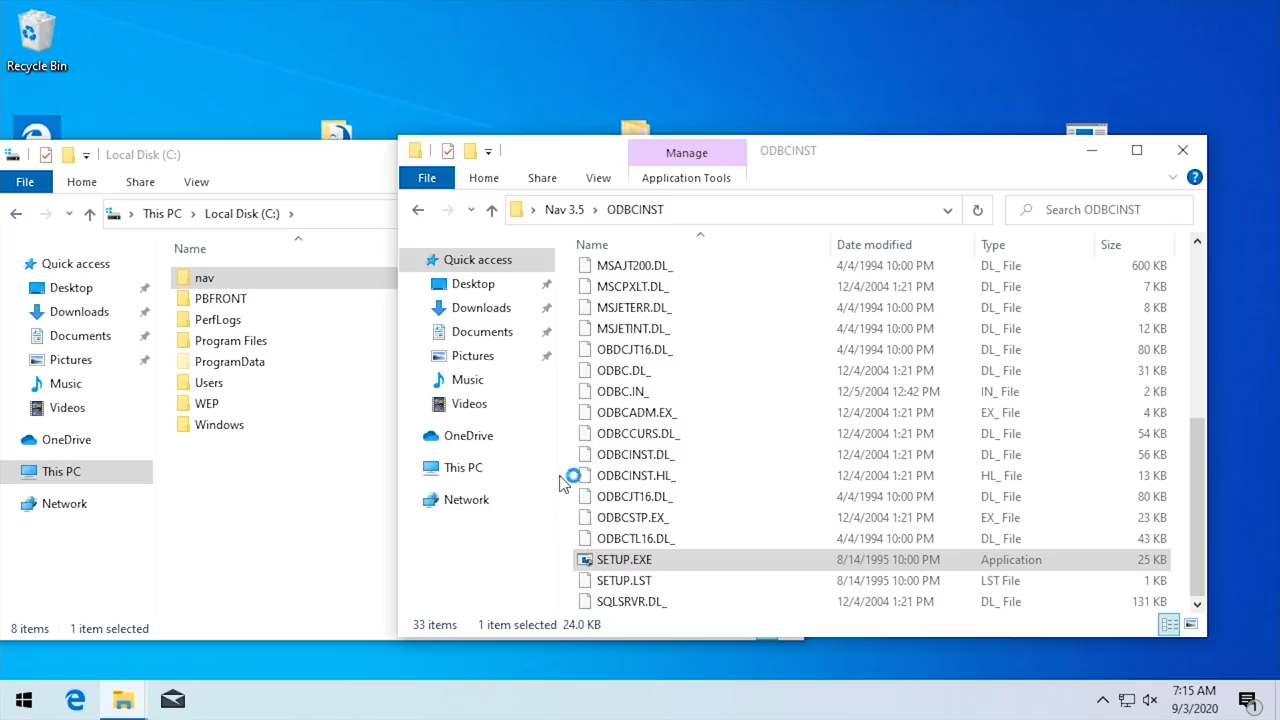 Recycle Bin
Local Disk (C:)
File
Home
Share
View
This PC
Local Disk (C:)
Name
Quick access
Desktop
Downloads
Documents
Pictures
Music
Videos
OneDrive
This PC
Network
nav
PBFRONT
PerfLogs
Program Files
ProgramData
Users
WEP
Windows
8 items
1 item selected
Manage
ODBCINST
File
Home
Share
View
Application Tools
Nav 3.5
ODBCINST
Search ODBCINST
Quick access
Desktop
Downloads
Documents
Pictures
Music
Videos
OneDrive
This PC
Network
Name Date modified Type Size
MSAJT200.DL_ 4/4/1994 10:00 PM DL_ File 600 KB
MSCPXLT.DL_ 12/4/2004 1:21 PM DL_ File 7 KB
MSJETERR.DL_ 4/4/1994 10:00 PM DL_ File 8 KB
MSJETINT.DL_ 4/4/1994 10:00 PM DL_ File 12 KB
OBDCJT16.DL_ 4/4/1994 10:00 PM DL_ File 80 KB
ODBC.DL_ 12/4/2004 1:21 PM DL_ File 31 KB
ODBC.IN_ 12/5/2004 12:42 PM IN_ File 2 KB
ODBCADM.EX_ 12/4/2004 1:21 PM EX_ File 4 KB
ODBCCURS.DL_ 12/4/2004 1:21 PM DL_ File 54 KB
ODBCINST.DL_ 12/4/2004 1:21 PM DL_ File 56 KB
ODBCINST.HL_ 12/4/2004 1:21 PM HL_ File 13 KB
ODBCJT16.DL_ 4/4/1994 10:00 PM DL_ File 80 KB
ODBCSTP.EX_ 12/4/2004 1:21 PM EX_ File 23 KB
ODBCTL16.DL_ 4/4/1994 10:00 PM DL_ File 43 KB
SETUP.EXE 8/14/1995 10:00 PM Application 25 KB
SETUP.LST 8/14/1995 10:00 PM LST File 1 KB
SQLSRVR.DL_ 12/4/2004 1:21 PM DL_ File 131 KB
33 items
1 item selected 24.0 KB
7:15 AM
9/3/2020
1